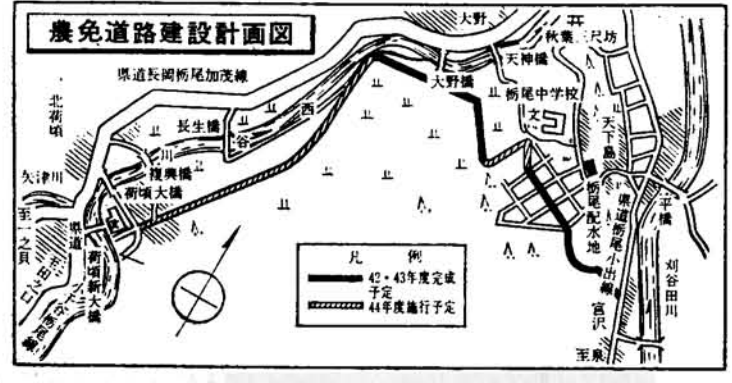 農免道路建設計画図
大野
秋葉三尺坊
天神橋
大野橋
県道長岡栃尾加茂線
栃尾中学校
文
北荷頃
長生橋
西
谷
川
天下島
矢津川
復興橋
荷頃大橋
文
栃尾配水地
平橋
県道栃尾小出線
至一之貝
県道
荷頃新大橋
谷栃尾線
凡例
42・43年度完成
予定
44年度施行予定
宮沢
刈谷田川
至泉